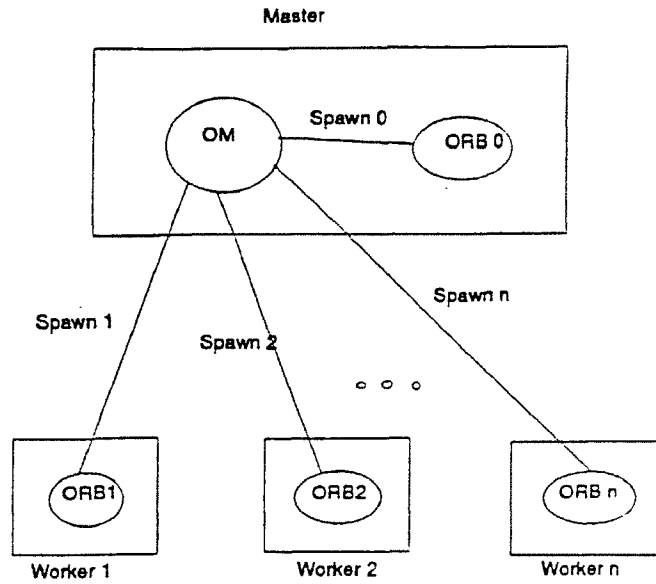 Master
OM
Spawn 0
ORB 0
Spawn 1
Spawn 2
Spawn n
ORB1
ORB2
ORB n
Worker 1
Worker 2
Worker n